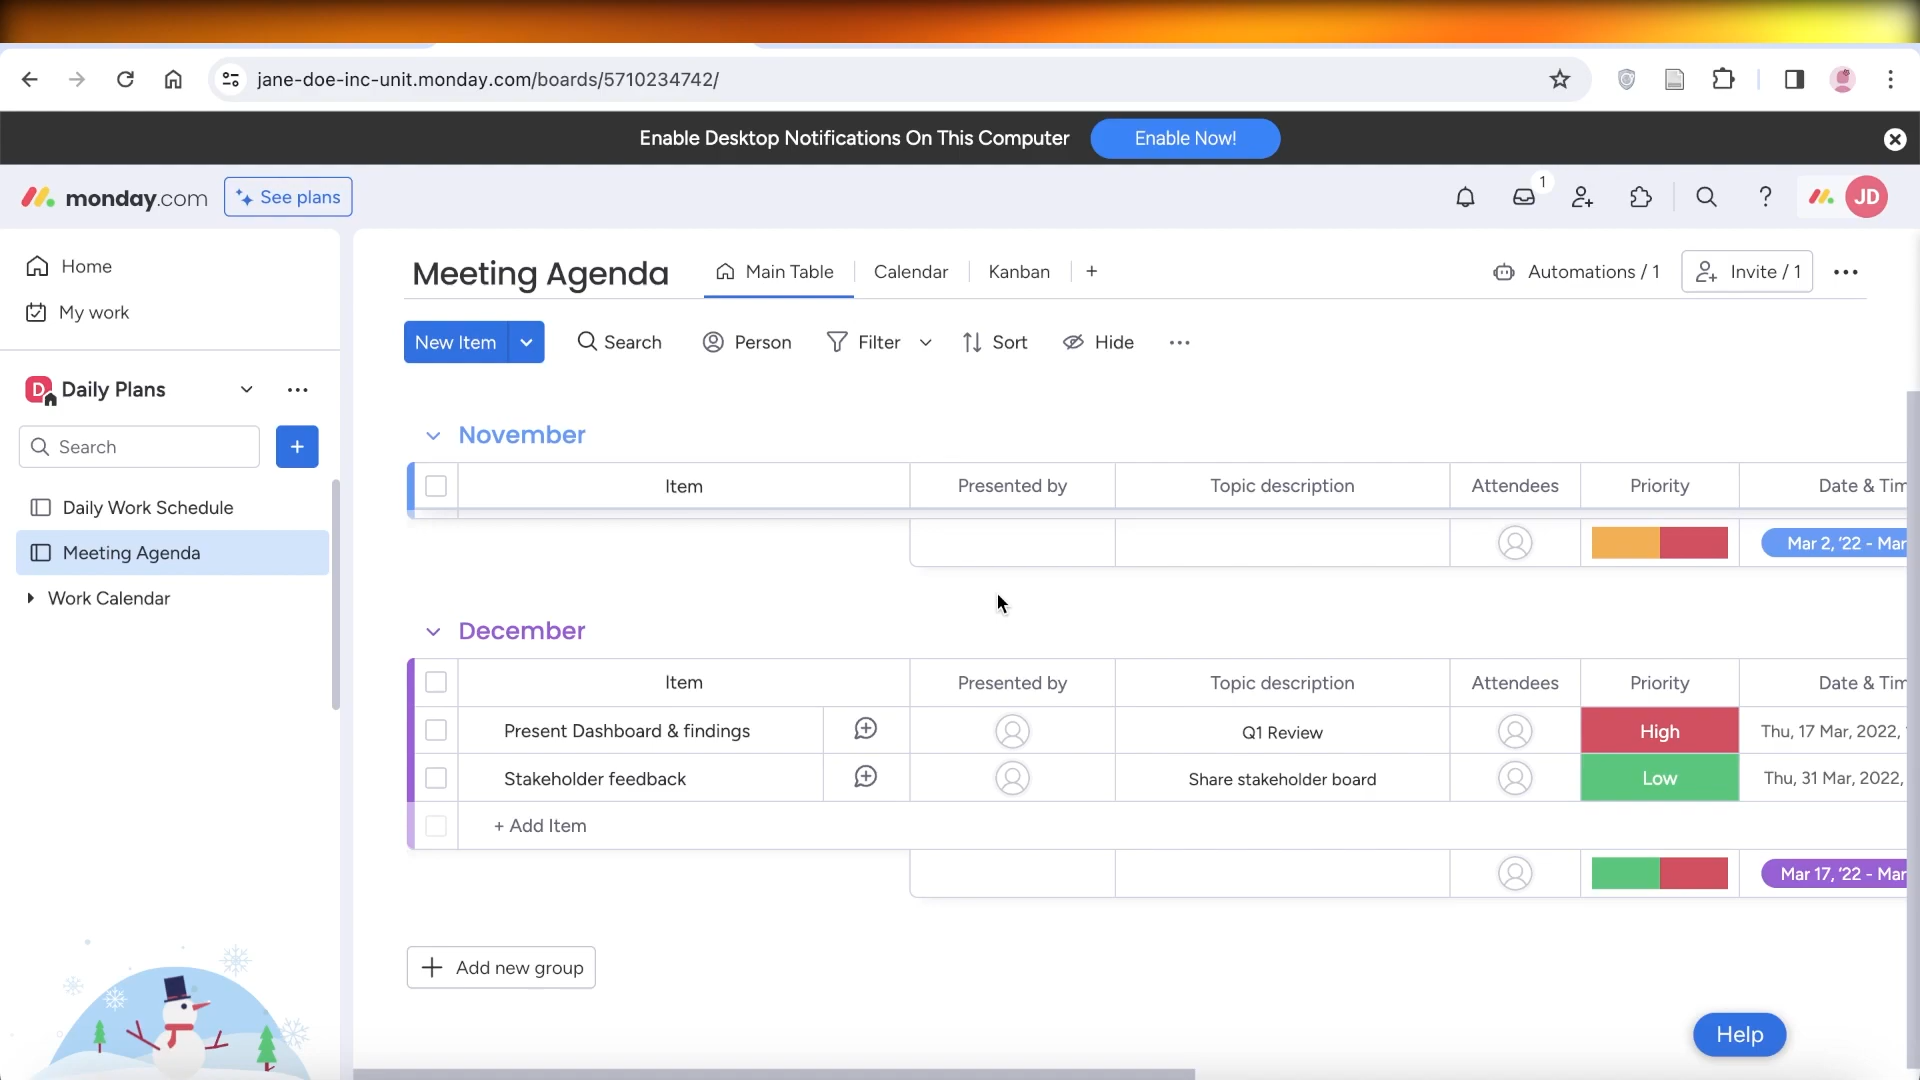 jane-doe-inc-unit.monday.com/boards/5710234742/
Enable Desktop Notifications On This Computer
Enable Now!
monday.com
See plans
1
JD
Home
My work
D
Daily Plans
Search
+
Daily Work Schedule
Meeting Agenda
Work Calendar
Meeting Agenda
Main Table
Calendar
Kanban
+
Automations / 1
Invite / 1
New Item
Search
Person
Filter
Sort
Hide
November
Item Presented by Topic description Attendees Priority Date & Tim
Mar 2, '22 - Mar
December
Item Presented by Topic description Attendees Priority Date & Tim
Present Dashboard & findings Q1 Review High Thu, 17 Mar, 2022,
Stakeholder feedback Share stakeholder board Low Thu, 31 Mar, 2022,
+ Add Item
Mar 17, '22 - Mar
+ Add new group
Help